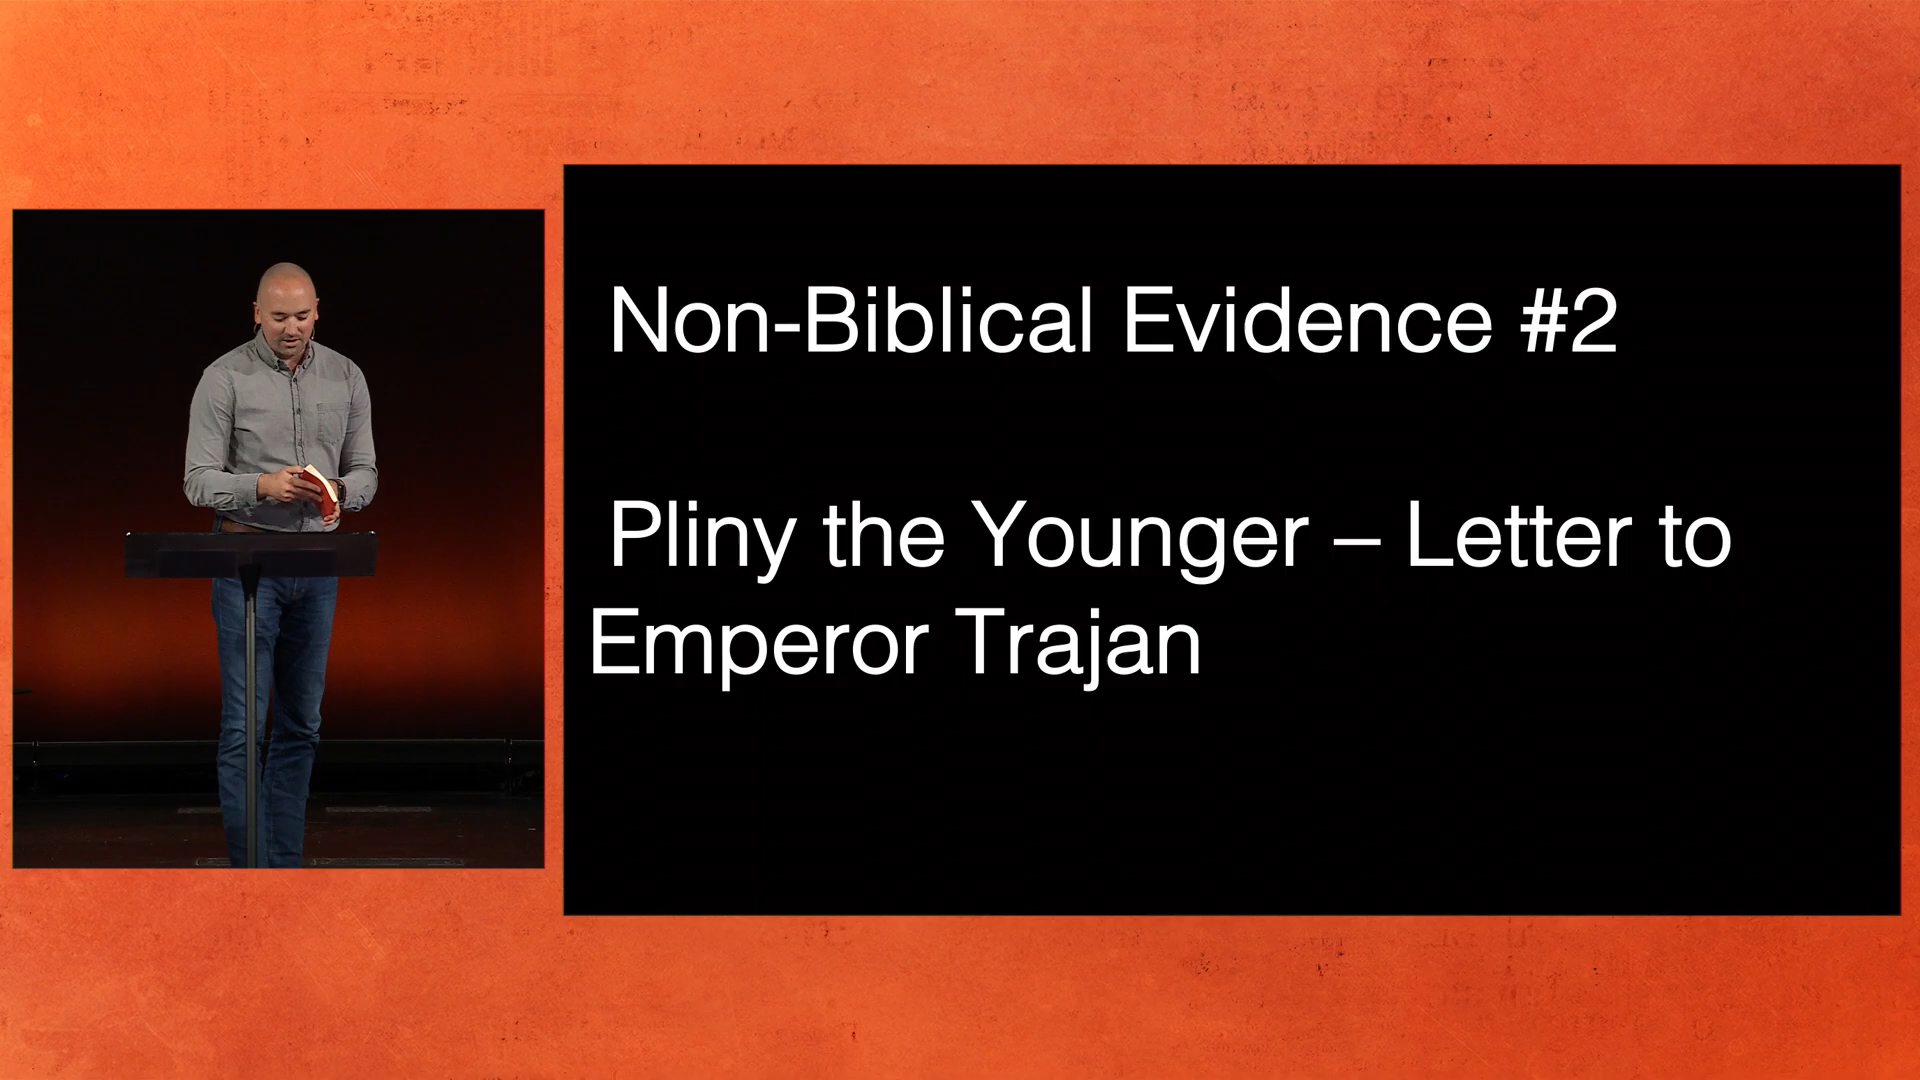 Non-Biblical Evidence #2
Pliny the Younger – Letter to
Emperor Trajan